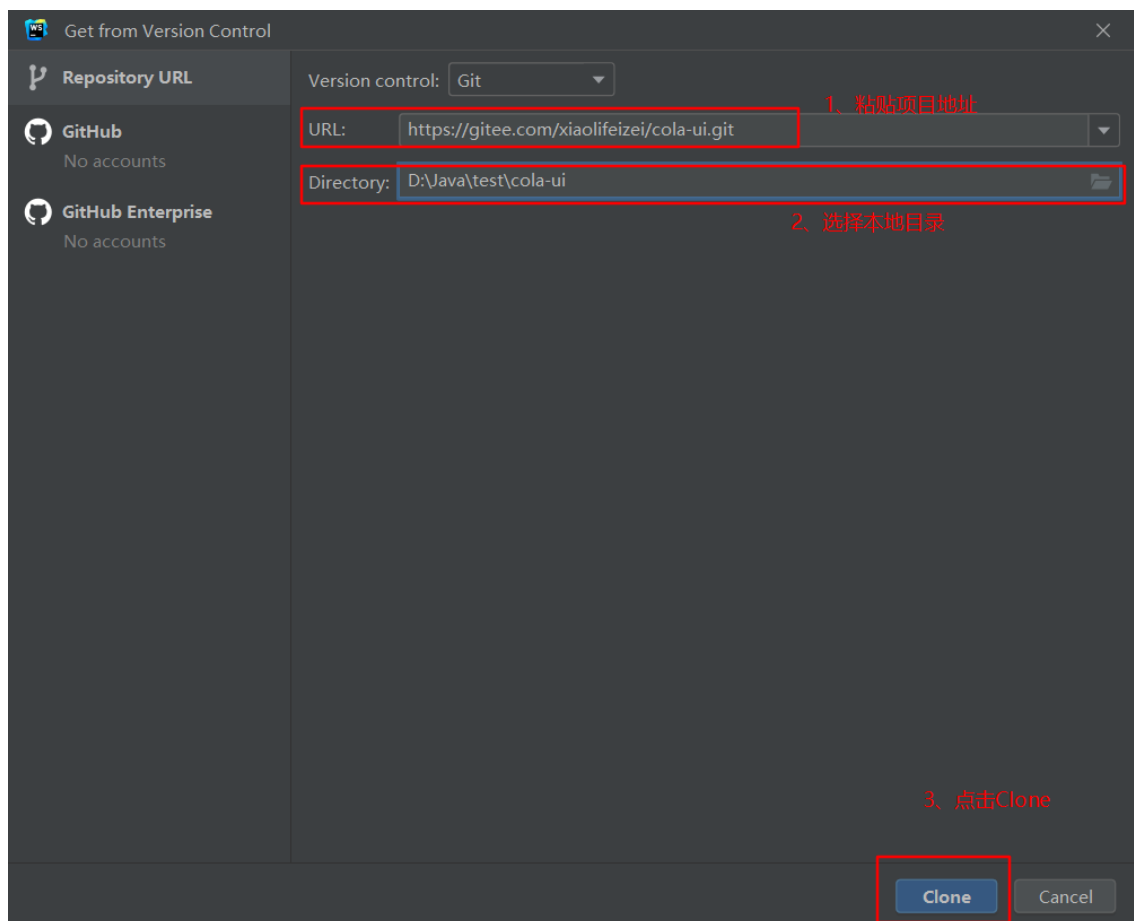 WS
Get from Version Control
Repository URL
GitHub
No accounts
GitHub Enterprise
No accounts
Version control: Git
1、粘贴项目地址
URL: https://gitee.com/xiaolifeizei/cola-ui.git
Directory: D:\Java\test\cola-ui
2、选择本地目录
3、点击Clone
Clone Cancel